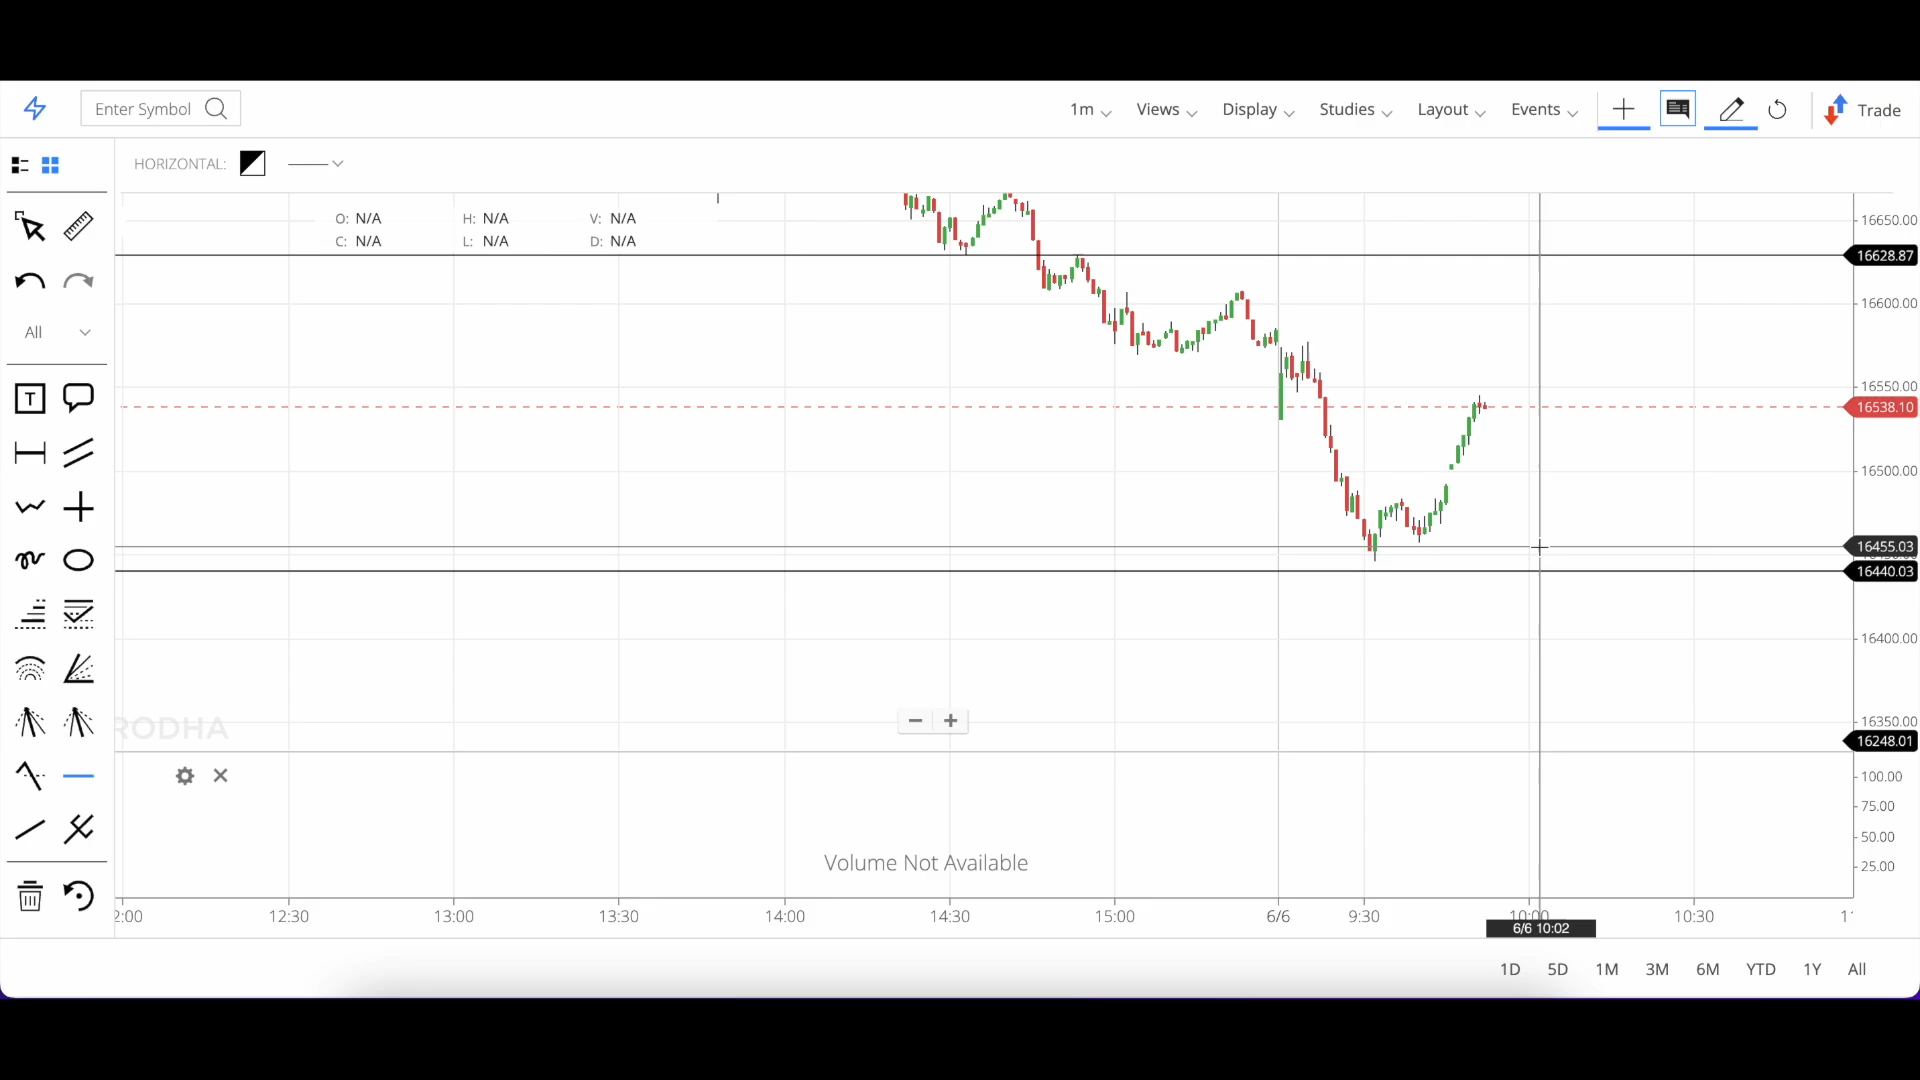 Enter Symbol
1m
Views
Display
Studies
Layout
Events
Trade
HORIZONTAL:
O: N/A
H: N/A
V: N/A
C: N/A
L: N/A
D: N/A
All
T
16650.00
16628.87
16600.00
16550.00
16538.10
16500.00
16455.03
16440.03
16400.00
16350.00
16248.01
RODHA
100.00
75.00
50.00
25.00
Volume Not Available
2:00
12:30
13:00
13:30
14:00
14:30
15:00
6/6
9:30
10:00
10:30
6/6 10:02
1D
5D
1M
3M
6M
YTD
1Y
All